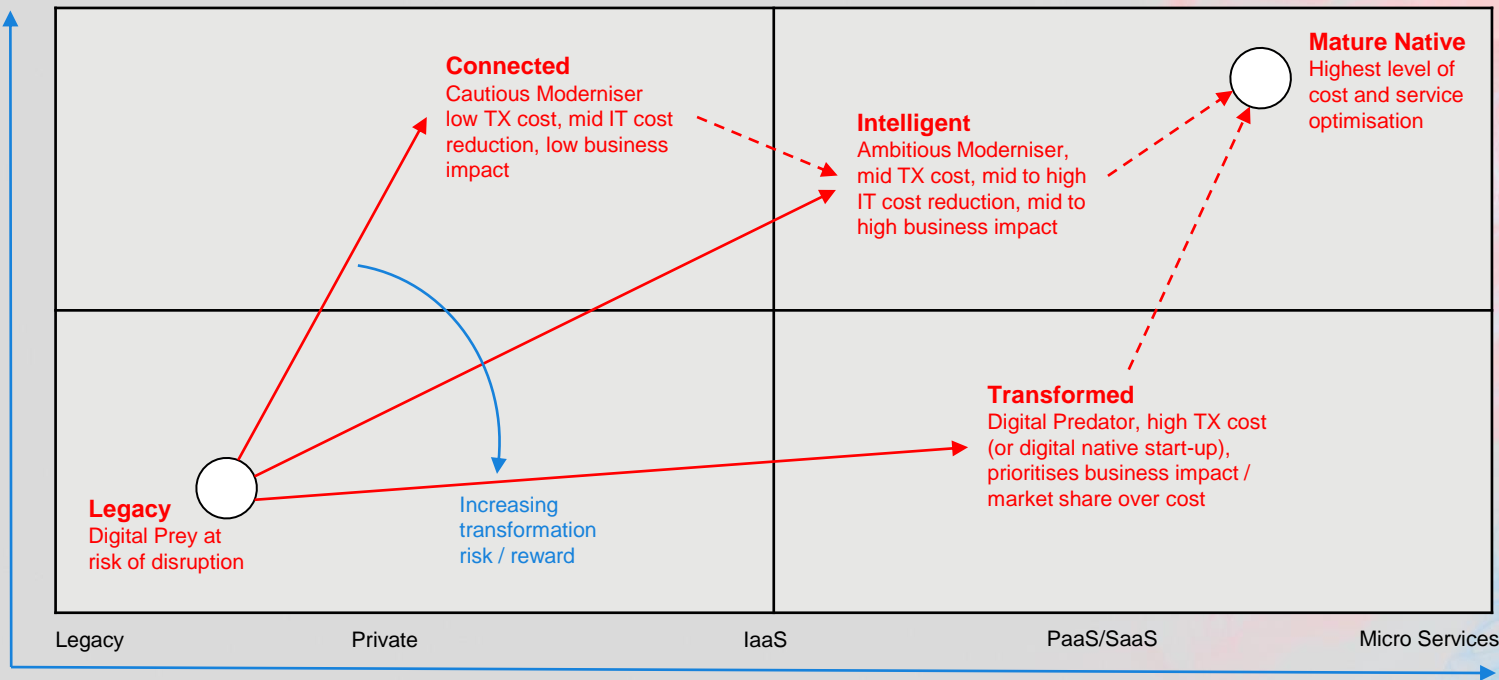 Mature Native
Highest level of
cost and service
optimisation
Connected
Cautious Moderniser
low TX cost, mid IT cost
reduction, low business
impact
Intelligent
Ambitious Moderniser,
mid TX cost, mid to high
IT cost reduction, mid to
high business impact
Transformed
Digital Predator, high TX cost
(or digital native start-up),
prioritises business impact /
market share over cost
Legacy
Digital Prey at
risk of disruption
Increasing
transformation
risk / reward
Legacy
Private
IaaS
PaaS/SaaS
Micro Services